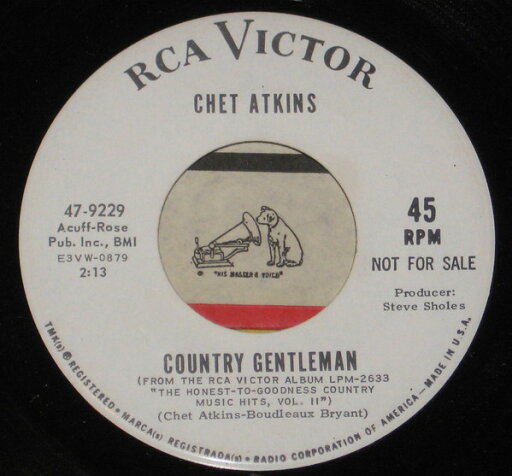 RCA VICTOR
CHET ATKINS
47-9229
Acuff-Rose
Pub. Inc., BMI
E3VW-0879
2:13
45
RPM
NOT FOR SALE
Producer:
Steve Sholes
"HIS MASTER'S VOICE"
COUNTRY GENTLEMAN
(FROM THE RCA VICTOR ALBUM LPM-2633
"THE HONEST-TO-GOODNESS COUNTRY
MUSIC HITS, VOL. II")
(Chet Atkins-Boudleaux Bryant)
TMK(s) ® REGISTERED • MARCA(s) REGISTRADA(s) • RADIO CORPORATION OF AMERICA — MADE IN U.S.A.